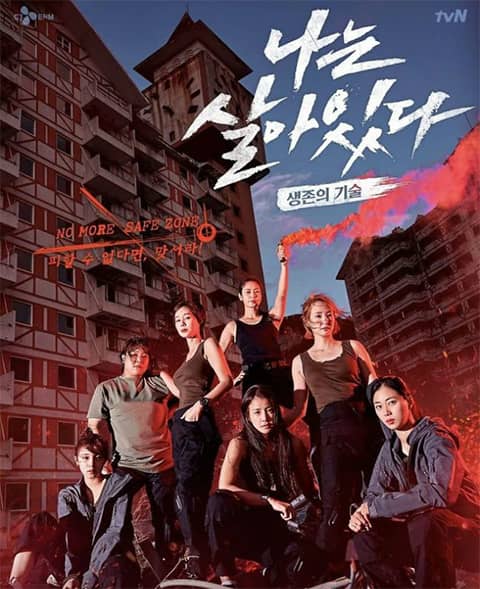 CJ ENM
tvN
나는
살아있다
생존의 기술
NO MORE SAFE ZONE
피할 수 없다면, 맞서라!